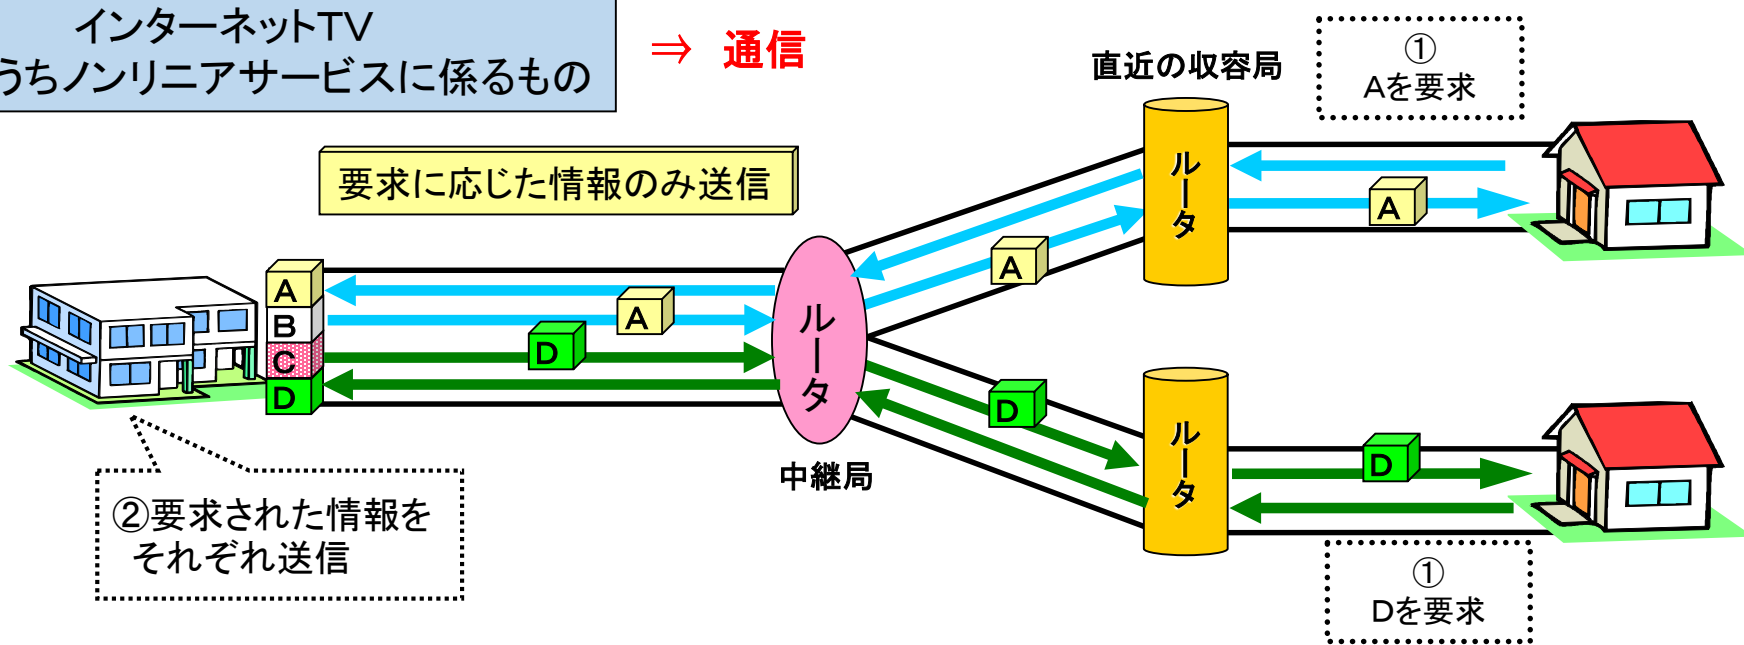 インターネットTV
うちノンリニアサービスに係るもの
⇒ 通信
直近の収容局
①
Aを要求
要求に応じた情報のみ送信
ルータ
A
A
A
B
C
D
A
D
ルータ
D
ルータ
D
中継局
②要求された情報を
それぞれ送信
①
Dを要求